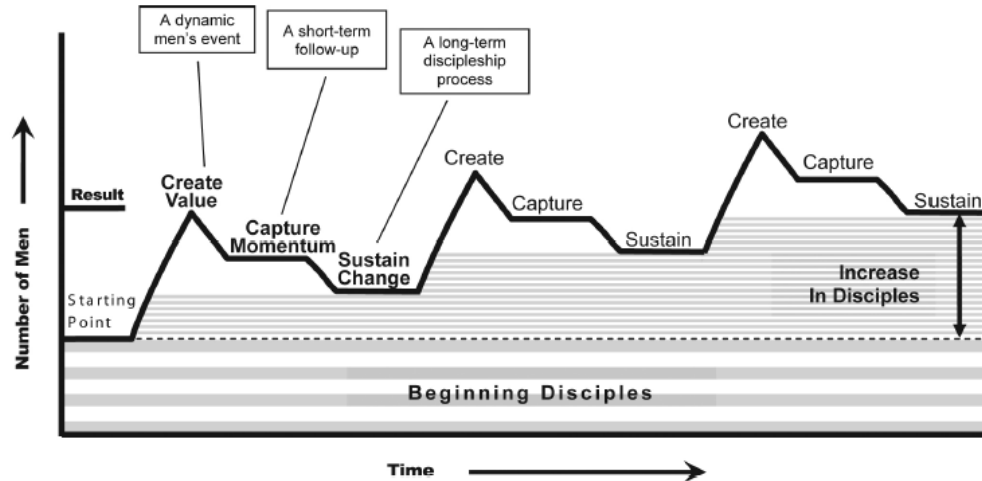 A dynamic
men's event
A short-term
follow-up
A long-term
discipleship
process
Number of Men
Result
Starting
Point
Create
Value
Capture
Momentum
Sustain
Change
Create
Capture
Sustain
Create
Capture
Sustain
Increase
In Disciples
Beginning Disciples
Time